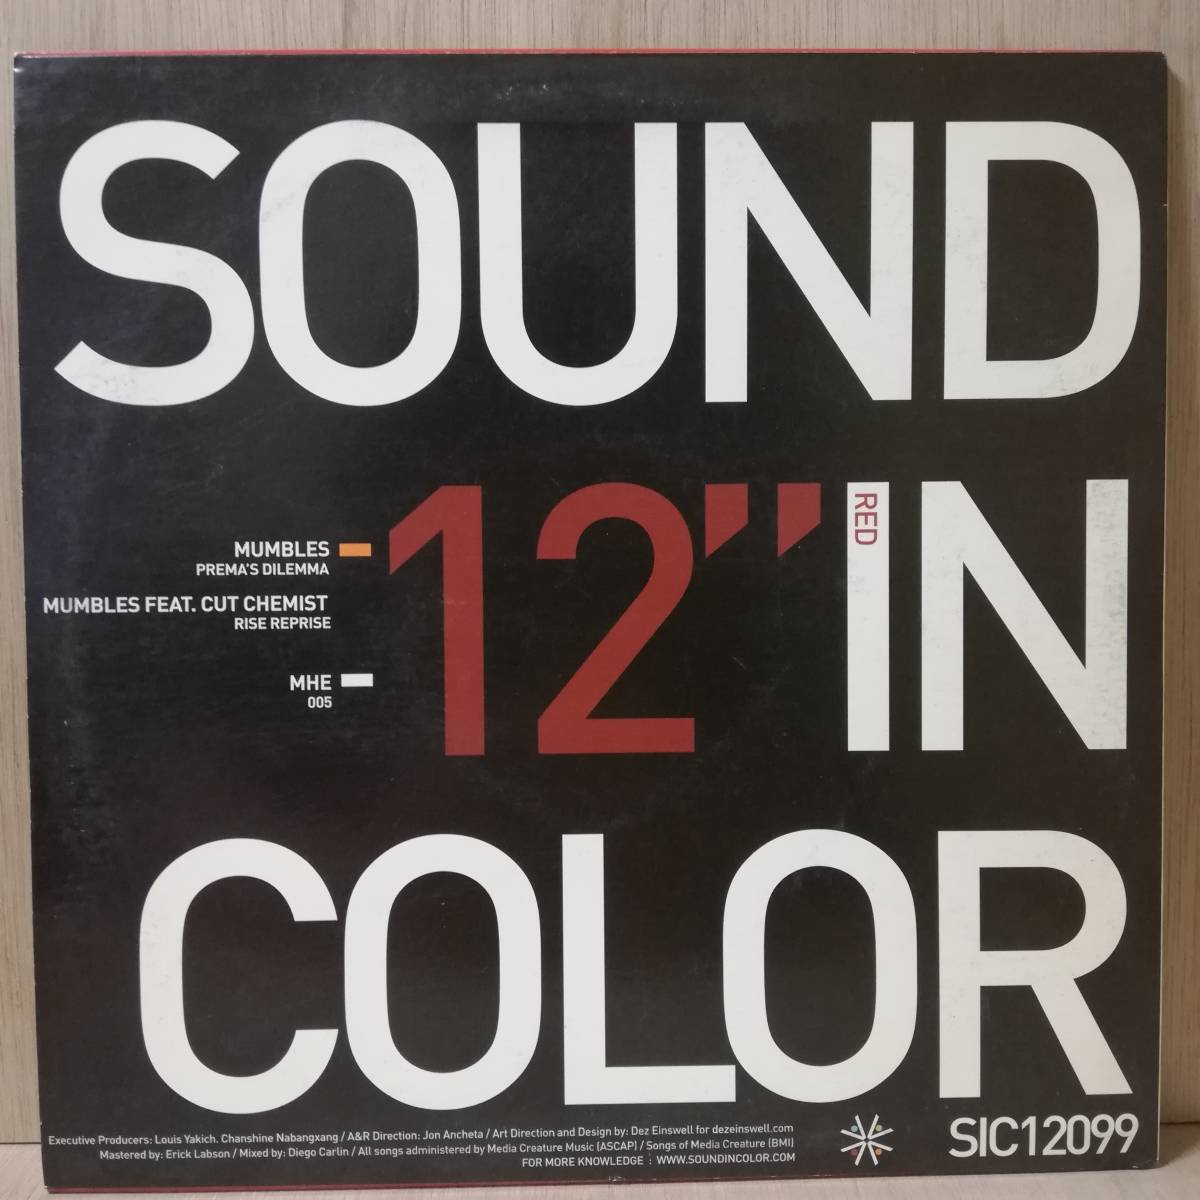 SOUND
12" IN
RED
MUMBLES
PREMA'S DILEMMA
MUMBLES FEAT. CUT CHEMIST
RISE REPRISE
MHE
005
COLOR
Executive Producers: Louis Yakich. Chanshine Nabangxang / A&R Direction: Jon Ancheta / Art Direction and Design by: Dez Einswell for dezeinswell.com
Mastered by: Erick Labson / Mixed by: Diego Carlin / All songs administered by Media Creature Music (ASCAP) / Songs of Media Creature (BMI)
FOR MORE KNOWLEDGE : WWW.SOUNDINCOLOR.COM
SIC12099